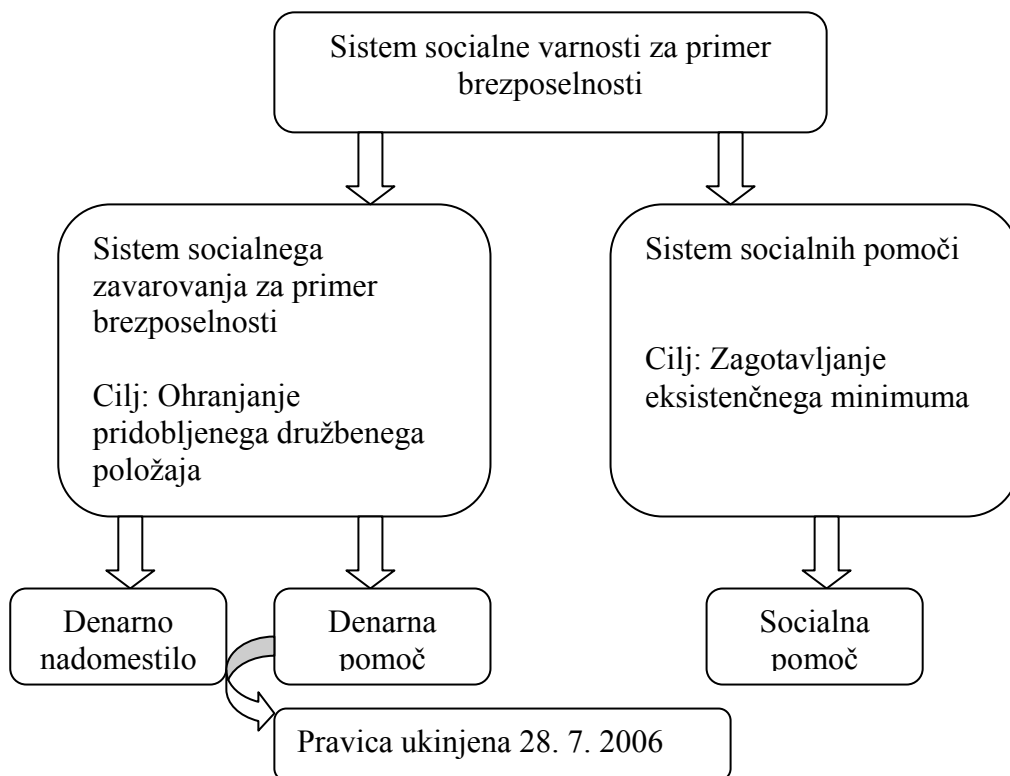 Sistem socialne varnosti za primer
brezposelnosti
Sistem socialnega
zavarovanja za primer
brezposelnosti
Cilj: Ohranjanje
pridobljenega družbenega
položaja
Sistem socialnih pomoči
Cilj: Zagotavljanje
eksistenčnega minimuma
Denarno
nadomestilo
Denarna
pomoč
Socialna
pomoč
Pravica ukinjena 28. 7. 2006